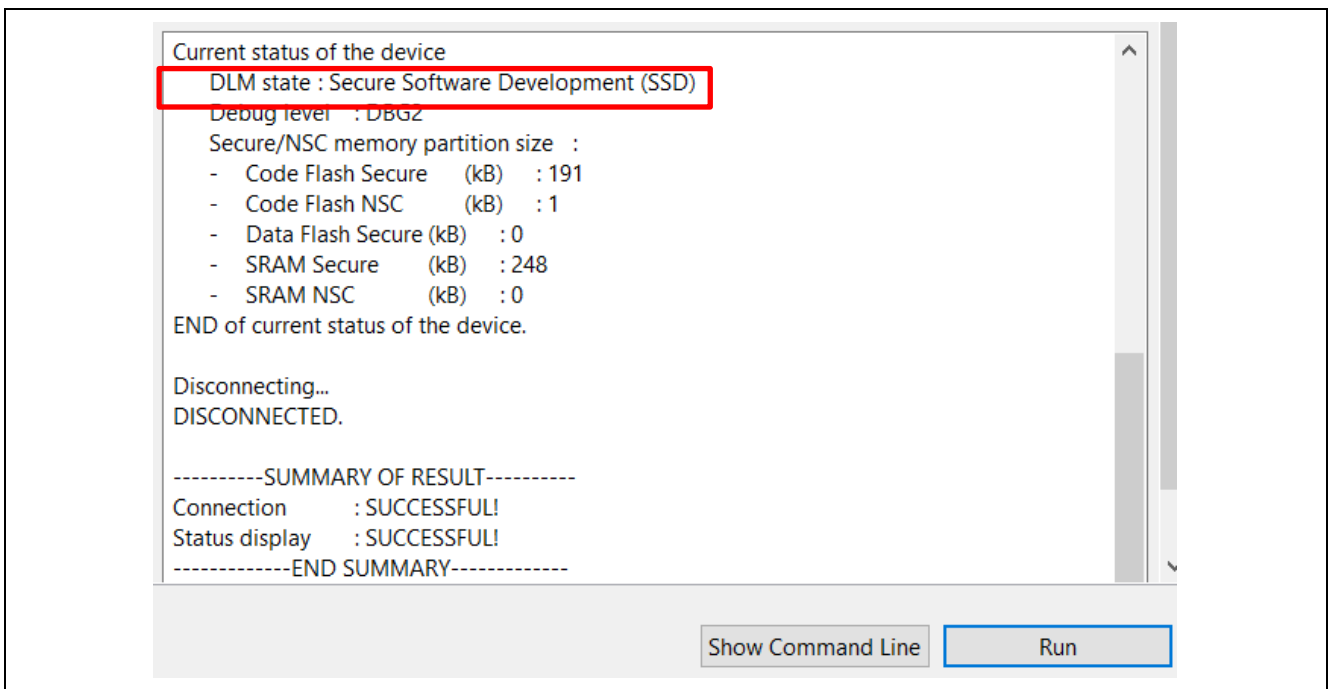 Current status of the device
DLM state : Secure Software Development (SSD)
Debug level : DBG2
Secure/NSC memory partition size :
- Code Flash Secure (kB) : 191
- Code Flash NSC (kB) : 1
- Data Flash Secure (kB) : 0
- SRAM Secure (kB) : 248
- SRAM NSC (kB) : 0
END of current status of the device.
Disconnecting...
DISCONNECTED.
----------SUMMARY OF RESULT----------
Connection : SUCCESSFUL!
Status display : SUCCESSFUL!
-------------END SUMMARY-------------
Show Command Line Run